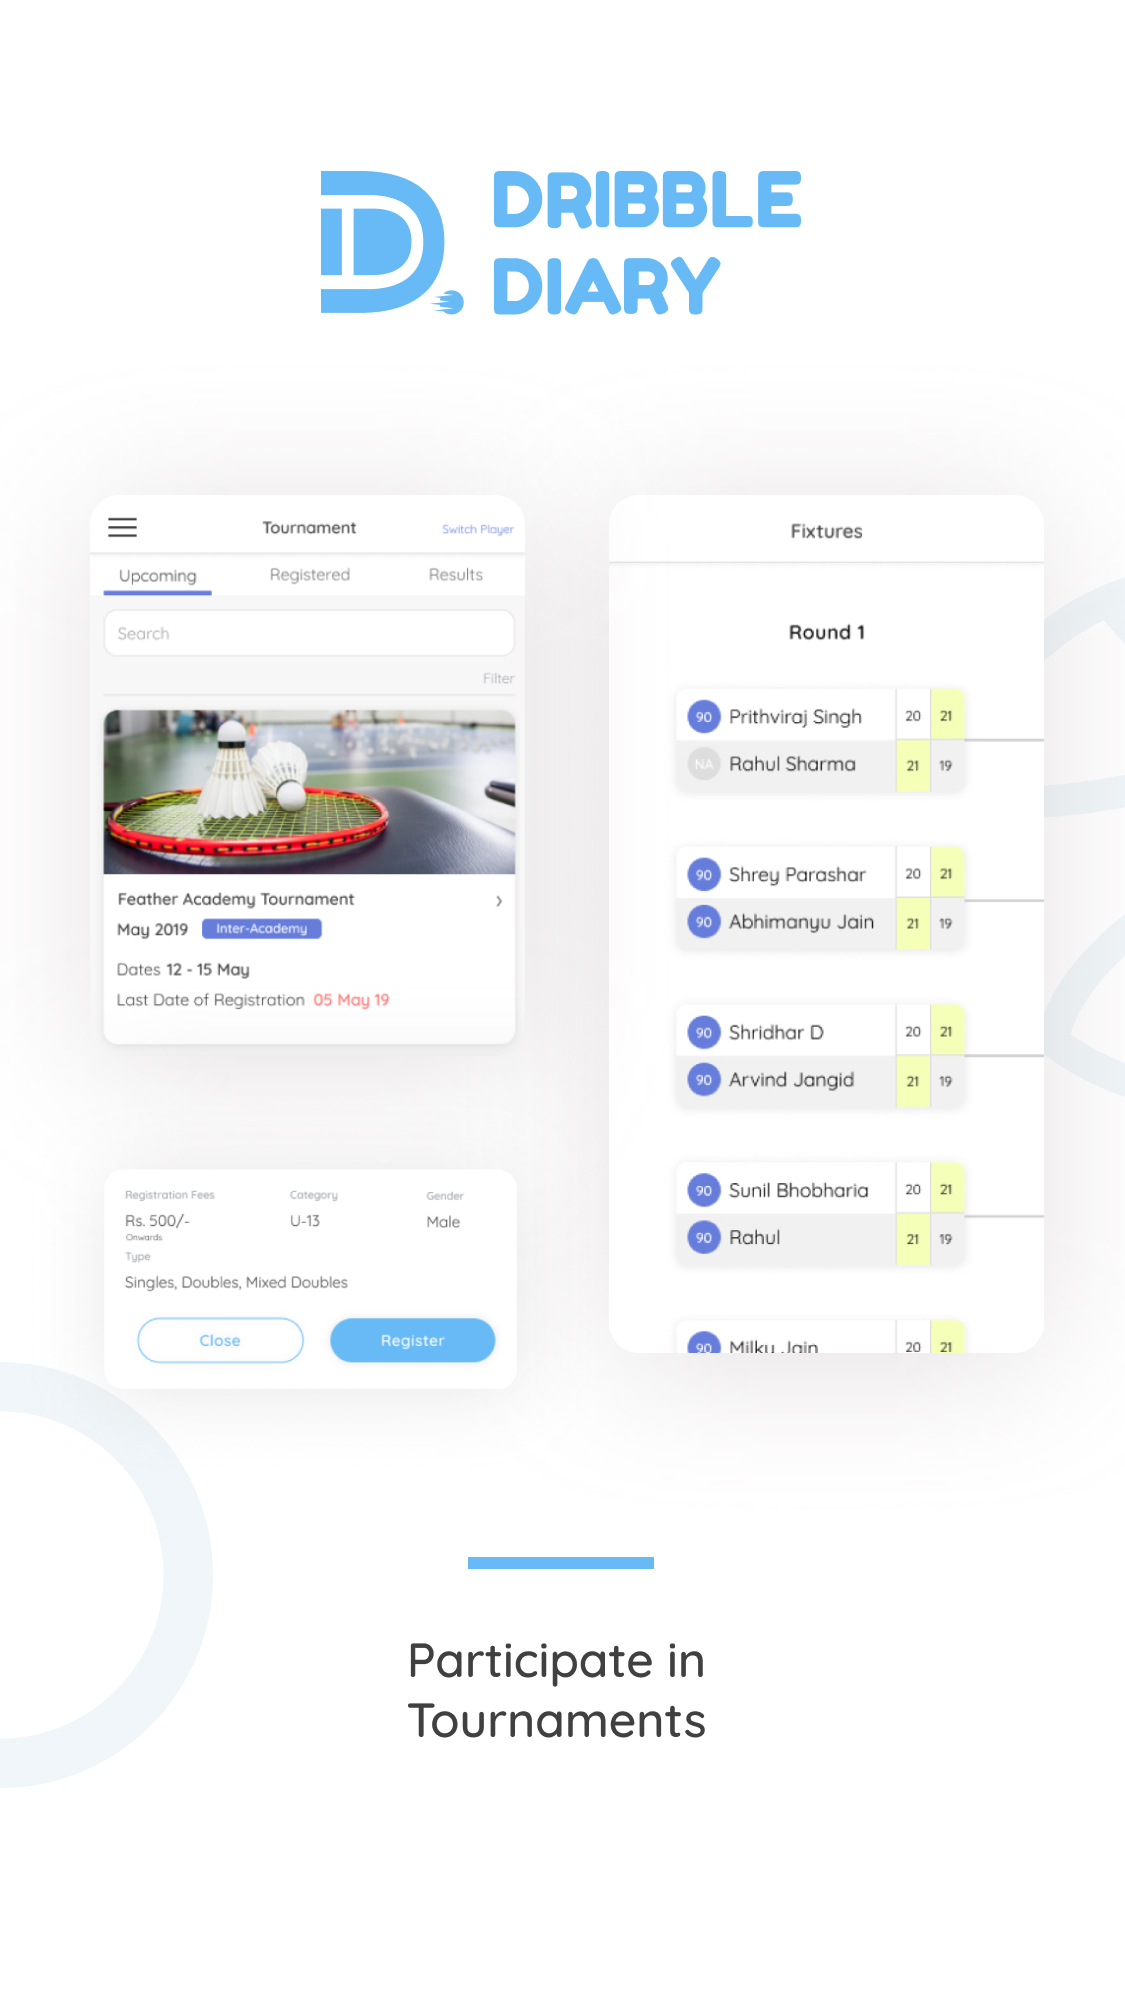 DRIBBLE
DIARY
Tournament
Switch Player
Upcoming
Registered
Results
Search
Filter
Feather Academy Tournament
May 2019 Inter-Academy
Dates 12 - 15 May
Last Date of Registration 05 May 19
Registration Fees
Category
Gender
Rs. 500/-
U-13
Male
Onwards
Type
Singles, Doubles, Mixed Doubles
Close
Register
Fixtures
Round 1
90 Prithviraj Singh 20 21
NA Rahul Sharma 21 19
90 Shrey Parashar 20 21
90 Abhimanyu Jain 21 19
90 Shridhar D 20 21
90 Arvind Jangid 21 19
90 Sunil Bhobharia 20 21
90 Rahul 21 19
90 Milky Jain 20 21
Participate in
Tournaments